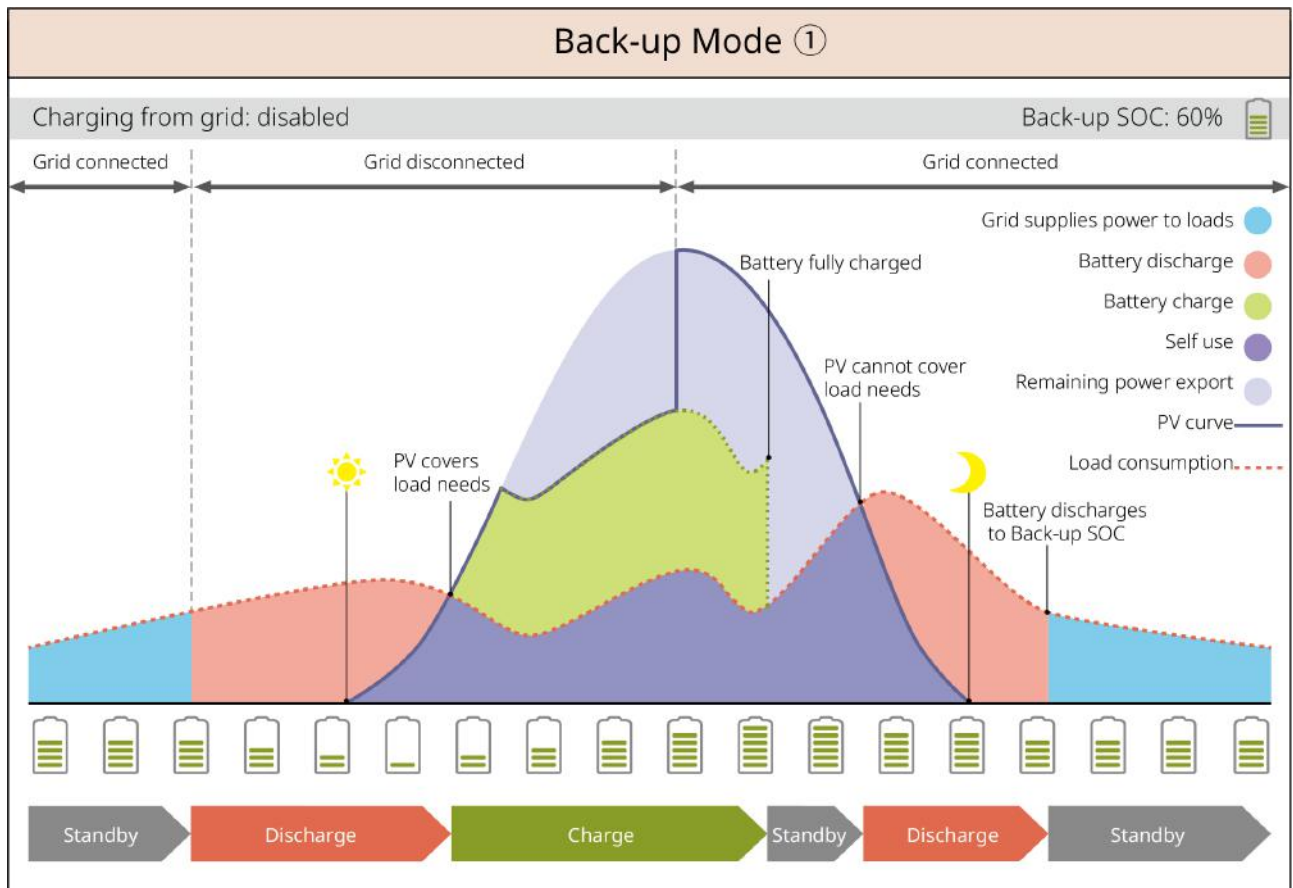 Back-up Mode ①
Charging from grid: disabled
Back-up SOC: 60%
Grid connected
Grid disconnected
Grid connected
Grid supplies power to loads
Battery discharge
Battery charge
Self use
Remaining power export
PV curve
Load consumption
Battery fully charged
PV cannot cover
load needs
PV covers
load needs
Battery discharges
to Back-up SOC
Standby
Discharge
Charge
Standby
Discharge
Standby